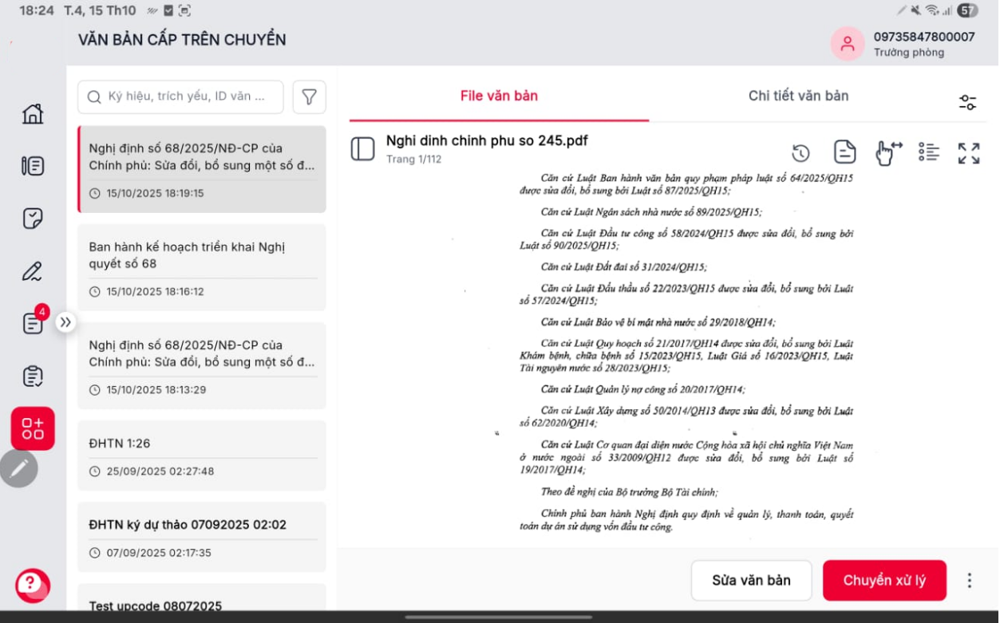 18:24 T.4, 15 Th10
57
VĂN BẢN CẤP TRÊN CHUYỂN
09735847800007
Trưởng phòng
Ký hiệu, trích yếu, ID văn ...
Nghị định số 68/2025/NĐ-CP của
Chính phủ: Sửa đổi, bổ sung một số đ...
15/10/2025 18:19:15
Ban hành kế hoạch triển khai Nghị
quyết số 68
15/10/2025 18:16:12
4
Nghị định số 68/2025/NĐ-CP của
Chính phủ: Sửa đổi, bổ sung một số đ...
15/10/2025 18:13:29
ĐHTN 1:26
25/09/2025 02:27:48
ĐHTN ký dự thảo 07092025 02:02
07/09/2025 02:17:35
Test upcode 08072025
File văn bản
Chi tiết văn bản
Nghi dinh chinh phu so 245.pdf
Trang 1/112
Căn cứ Luật Ban hành văn bản quy phạm pháp luật số 64/2025/QH15
được sửa đổi, bổ sung bởi Luật số 87/2025/QH15;
Căn cứ Luật Ngân sách nhà nước số 89/2025/QH15;
Căn cứ Luật Đầu tư công số 58/2024/QH15 được sửa đổi, bổ sung bởi
Luật số 90/2025/QH15;
Căn cứ Luật Đất đai số 31/2024/QH15;
Căn cứ Luật Đấu thầu số 22/2023/QH15 được sửa đổi, bổ sung bởi Luật
số 57/2024/QH15;
Căn cứ Luật Bảo vệ bí mật nhà nước số 29/2018/QH14;
Căn cứ Luật Quy hoạch số 21/2017/QH14 được sửa đổi, bổ sung bởi Luật
Khám bệnh, chữa bệnh số 15/2023/QH15, Luật Giá số 16/2023/QH15, Luật
Tài nguyên nước số 28/2023/QH15;
Căn cứ Luật Quản lý nợ công số 20/2017/QH14;
Căn cứ Luật Xây dựng số 50/2014/QH13 được sửa đổi, bổ sung bởi Luật
số 62/2020/QH14;
Căn cứ Luật Cơ quan đại diện nước Cộng hòa xã hội chủ nghĩa Việt Nam
ở nước ngoài số 33/2009/QH12 được sửa đổi, bổ sung bởi Luật số
19/2017/QH14;
Theo đề nghị của Bộ trưởng Bộ Tài chính;
Chính phủ ban hành Nghị định quy định về quản lý, thanh toán, quyết
toán dự án sử dụng vốn đầu tư công.
Sửa văn bản
Chuyển xử lý